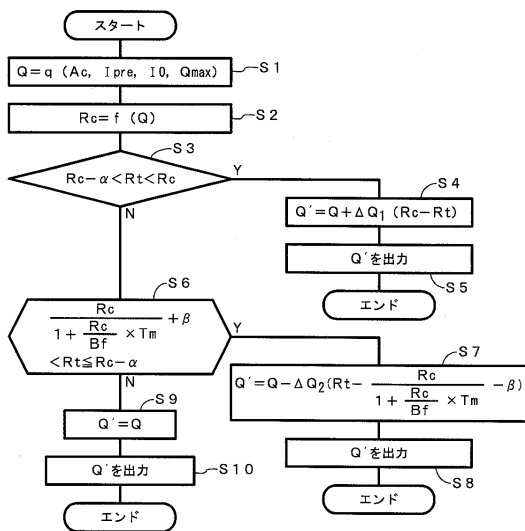 スタート
Q=q (Ac, Ipre, I0, Qmax)
S1
Rc=f (Q)
S2
S3
Rc-α<Rt<Rc
Y
N
S4
Q′=Q+ΔQ₁ (Rc-Rt)
Q′を出力
S5
エンド
S6
Rc
1+
Rc
Bf
×Tm
+β
<Rt≦Rc-α
Y
N
S7
Q′=Q-ΔQ₂(Rt-
Rc
1+
Rc
Bf
×Tm
-β)
S9
Q′=Q
Q′を出力
S10
エンド
Q′を出力
S8
エンド